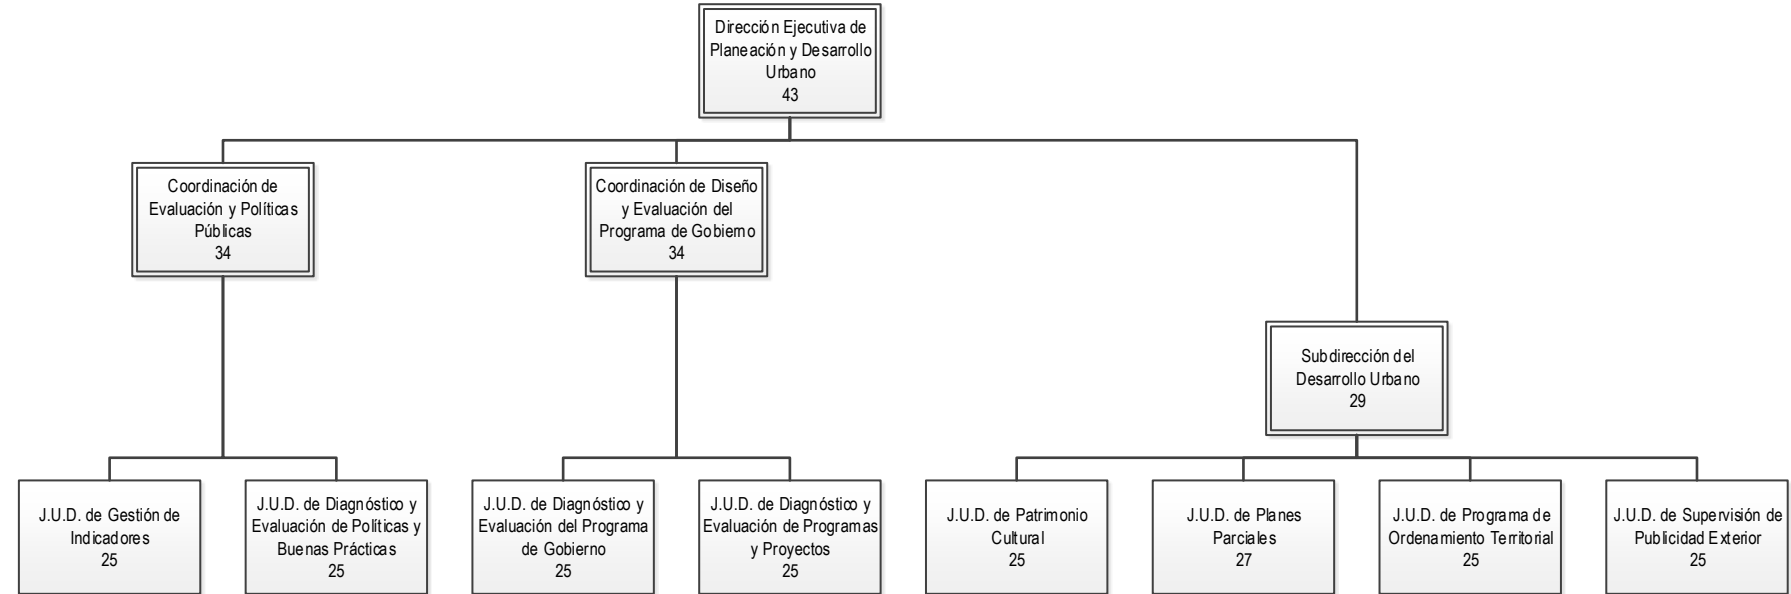 Dirección Ejecutiva de
Planeación y Desarrollo
Urbano
43
Coordinación de
Evaluación y Políticas
Públicas
34
Coordinación de Diseño
y Evaluación del
Programa de Gobierno
34
Subdirección del
Desarrollo Urbano
29
J.U.D. de Gestión de
Indicadores
25
J.U.D. de Diagnóstico y
Evaluación de Políticas y
Buenas Prácticas
25
J.U.D. de Diagnóstico y
Evaluación del Programa
de Gobierno
25
J.U.D. de Diagnóstico y
Evaluación de Programas
y Proyectos
25
J.U.D. de Patrimonio
Cultural
25
J.U.D. de Planes
Parciales
27
J.U.D. de Programa de
Ordenamiento Territorial
25
J.U.D. de Supervisión de
Publicidad Exterior
25